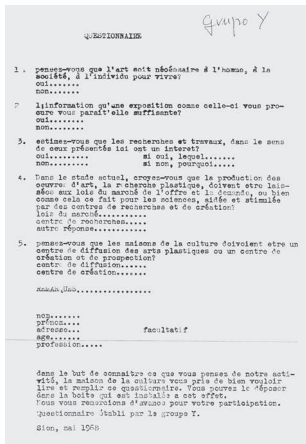 Grupo Y
QUESTIONNAIRE
1. pensez-vous que l'art soit nécéssaire à l'homme, à la
société, à l'individu pour vivre?
oui.......
non.......
2 l'information qu'une exposition comme celle-ci vous pro-
cure vous parait'elle suffisante?
oui........
non........
3. estimez-vous que les recherches et travaux, dans le sens
de ceux présentés ici ont un interet?
oui......... si oui, lequel.......
non......... si non, pourquoi.....
4. Dans le stade actuel, croyez-vous que la production des
oeuvres d'art, la recherche plastique, doivent etre lais-
sées aux lois du marché de l'offre et la demande, ou bien
comme cela ce fait pour les sciences, aidée et stimulée
par des centres de recherches et de création?
lois du marché..........
centre de recherches.....
autre réponse............
5. pensez-vous que les maisons de la culture doivoient etre un
centre de diffusion des arts plastiques ou un centre de
création et de prospection?
centre de diffusion......
centre de création.......
nom......
prénom....
adresse... facultatif
age.......
profession.....
dans le but de connaitre ce que vous pensez de notre acti-
vité, la maison de la culture vous pris de bien vouloir
lire et remplir ce questionnaire. Vous pouvez le déposer
dans la boite qui est instalée a cet effet.
Nous vous remercions d'avance pour votre participation.
Questionnaire établi par le groupe Y.
Sion, mai 1968